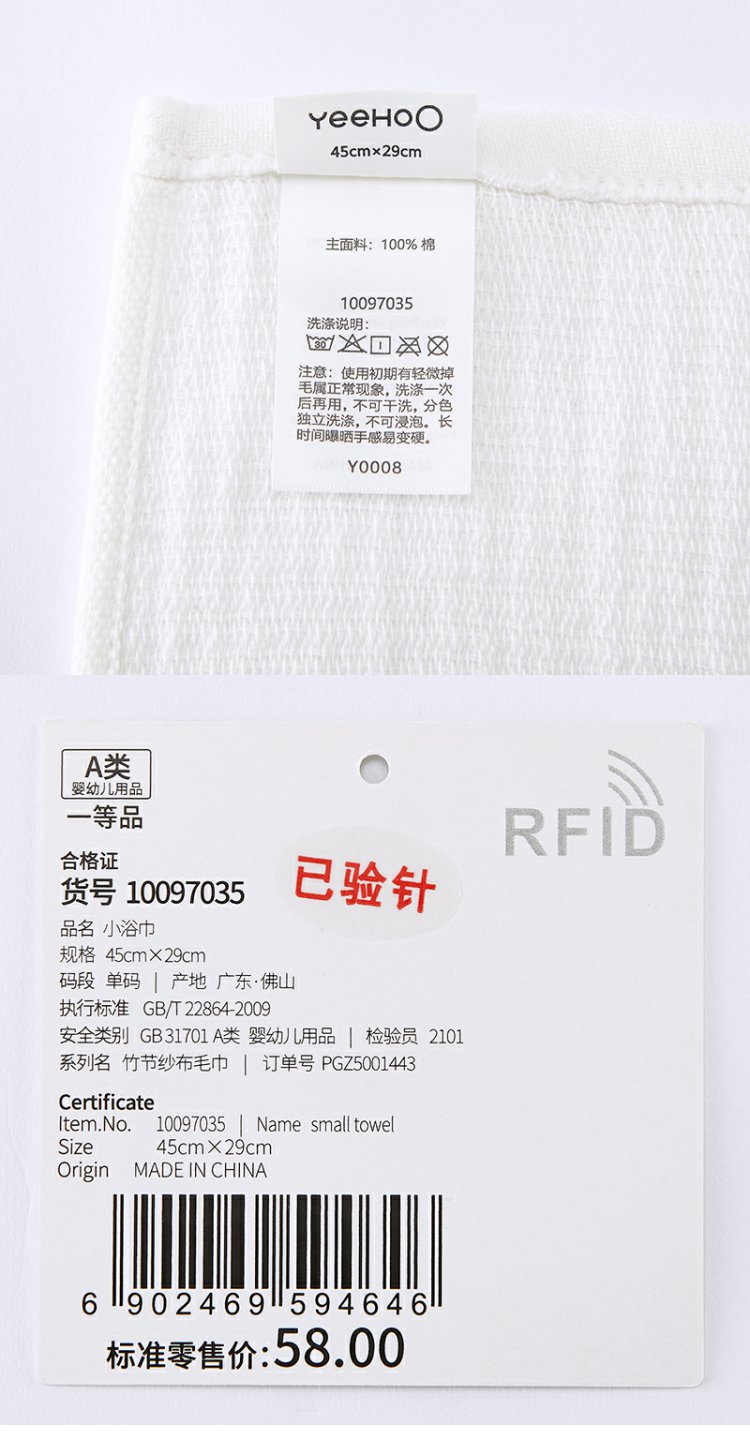 YeeHoO
45cm×29cm
主面料：100% 棉
10097035
洗涤说明：
30
注意：使用初期有轻微掉
毛属正常现象，洗涤一次
后再用，不可干洗，分色
独立洗涤，不可浸泡。长
时间曝晒手感易变硬。
Y0008
A类
婴幼儿用品
一等品
RFID
合格证
已验针
货号 10097035
品名 小浴巾
规格 45cm×29cm
码段 单码 | 产地 广东·佛山
执行标准 GB/T 22864-2009
安全类别 GB 31701 A类 婴幼儿用品 | 检验员 2101
系列名 竹节纱布毛巾 | 订单号 PGZ5001443
Certificate
Item.No. 10097035 | Name small towel
Size 45cm×29cm
Origin MADE IN CHINA
6 902469 594646
标准零售价:58.00